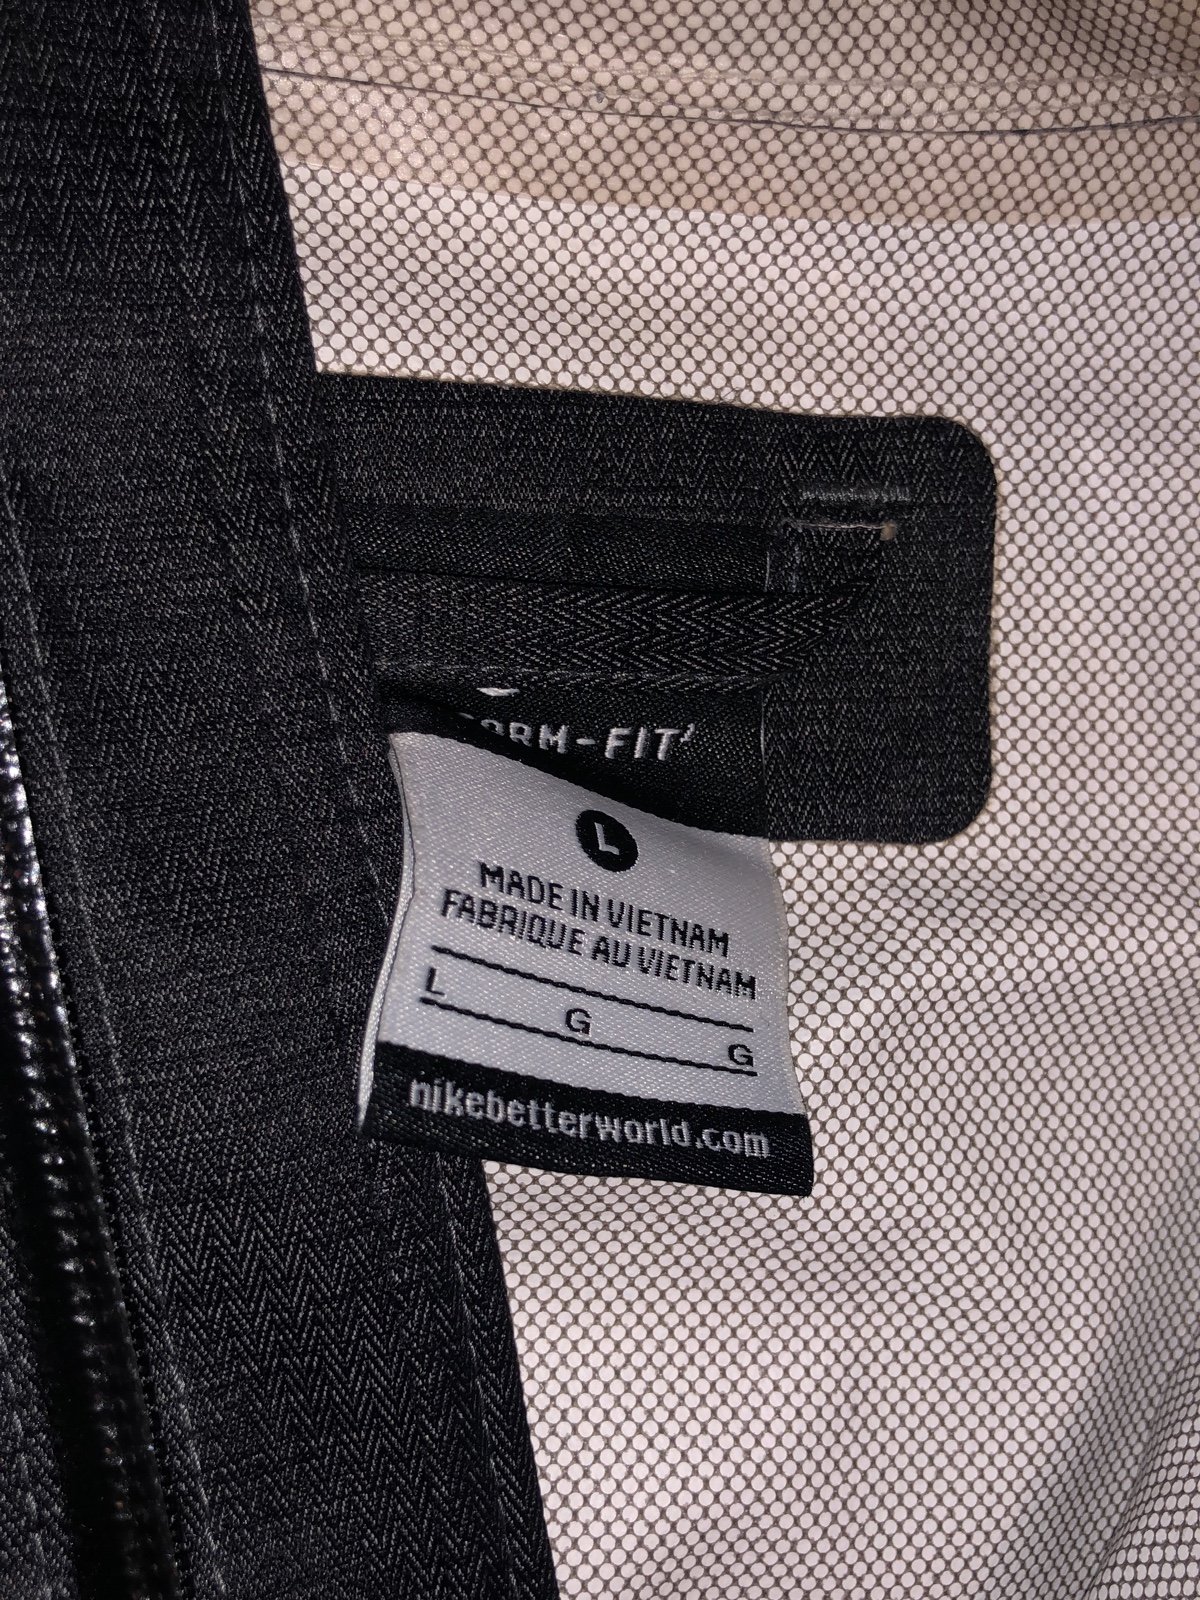 ORM-FIT
L
MADE IN VIETNAM
FABRIQUE AU VIETNAM
L G G
nikebetterworld.com